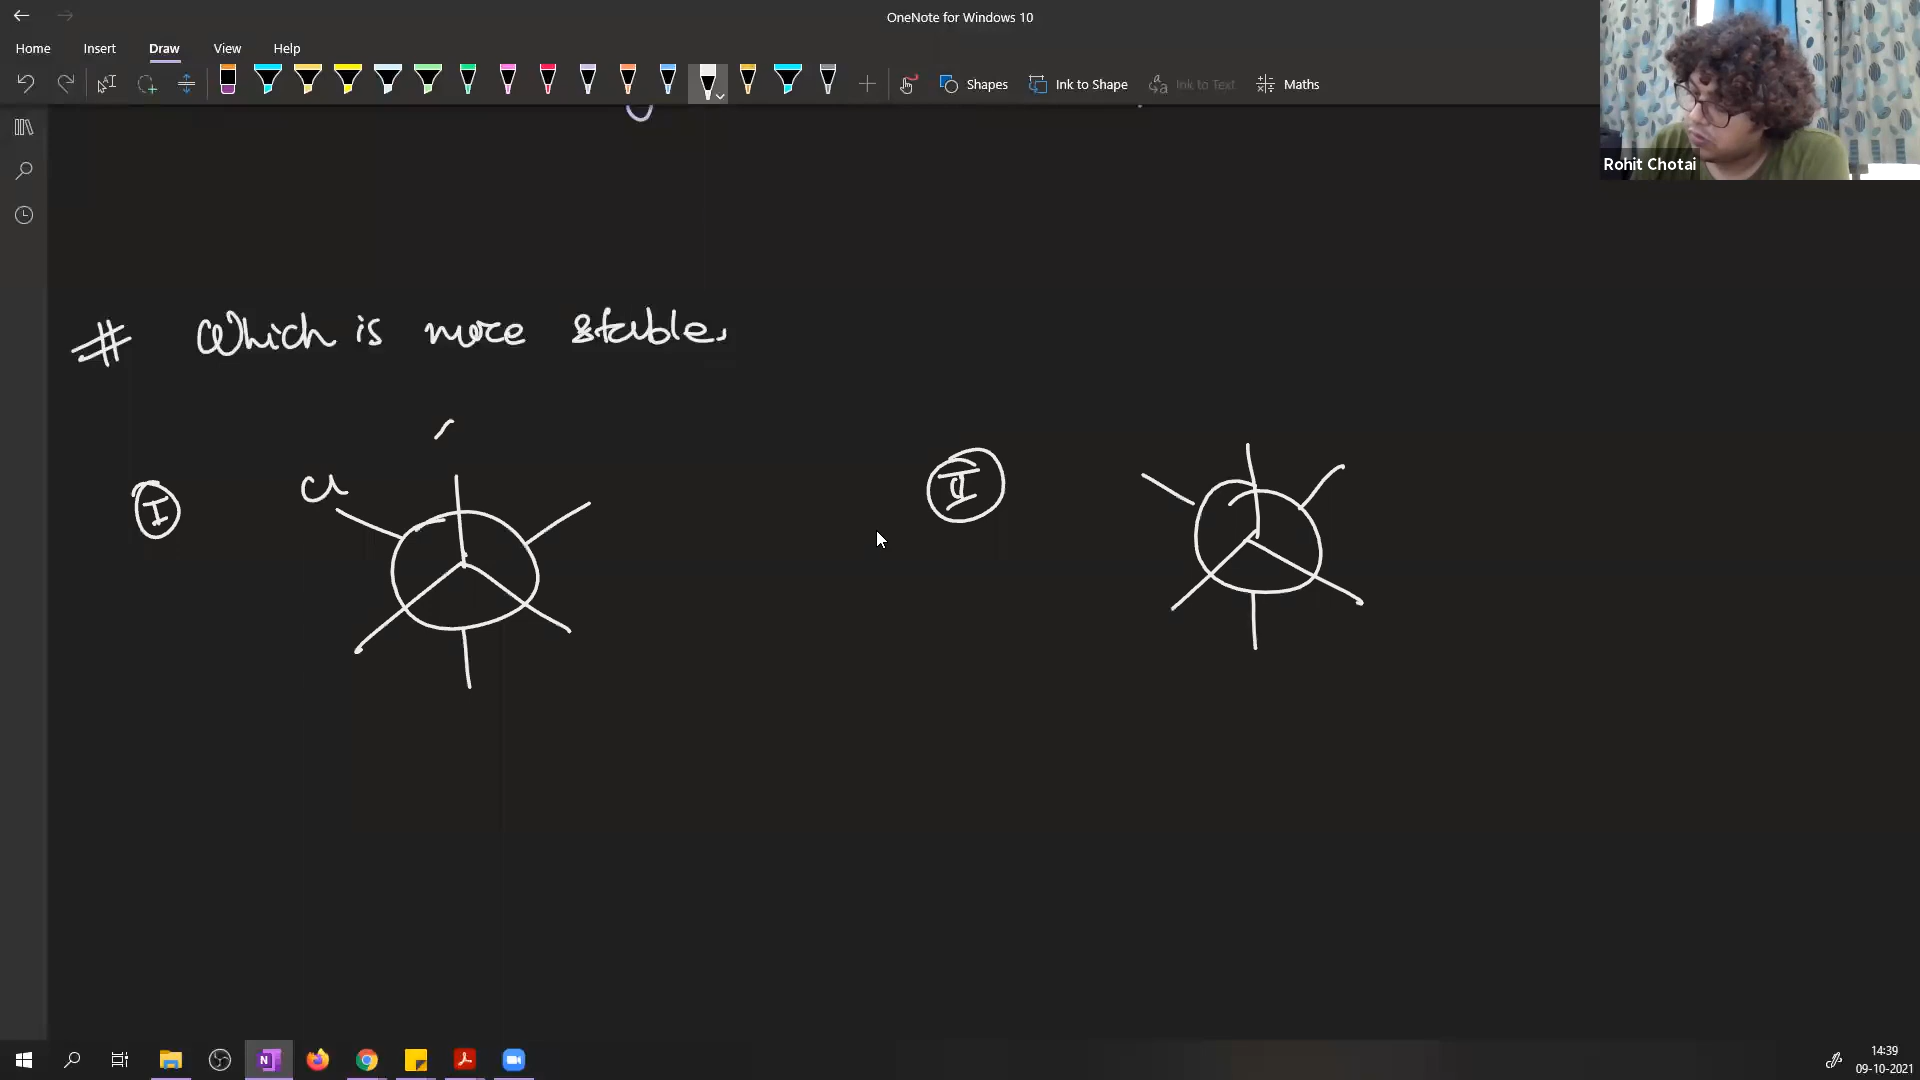 OneNote for Windows 10
Home Insert Draw View Help
Shapes Ink to Shape Ink to Text Maths
Rohit Chotai
# Which is more stable.
I Cl II
14:39
09-10-2021